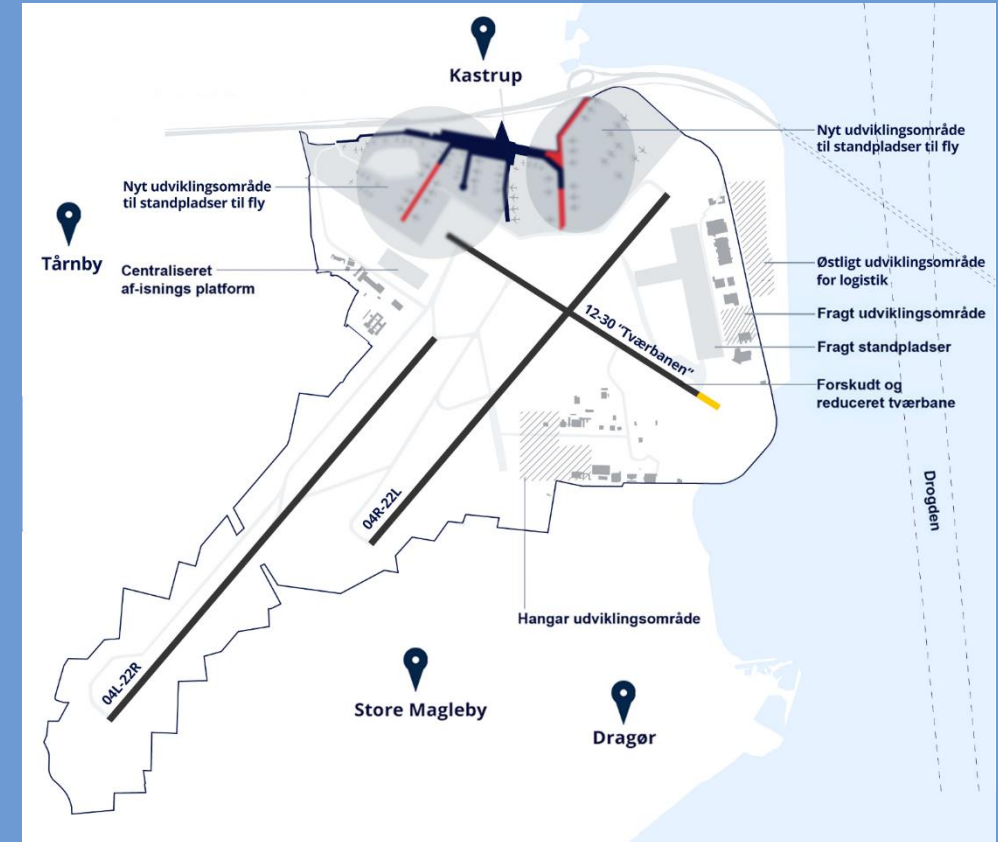 Kastrup
Nyt udviklingsområde
til standpladser til fly
Nyt udviklingsområde
til standpladser til fly
Tårnby
Centraliseret
af-isnings platform
Østligt udviklingsområde
for logistik
Fragt udviklingsområde
12-30 “Tværbanen”
Fragt standpladser
Forskudt og
reduceret tværbane
Drogden
04R-22L
Hangar udviklingsområde
04L-22R
Store Magleby
Dragør